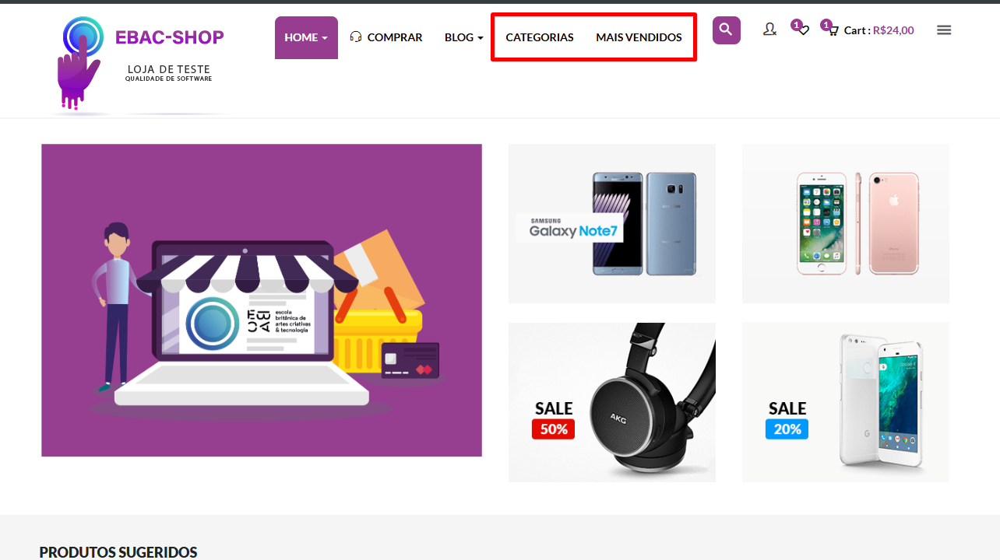 EBAC-SHOP
LOJA DE TESTE
QUALIDADE DE SOFTWARE
HOME
COMPRAR
BLOG
CATEGORIAS
MAIS VENDIDOS
1
1
Cart : R$24,00
EBAC
escola
britânica de
artes criativas
& tecnologia
SAMSUNG
Galaxy Note7
AKG
SALE
50%
SALE
20%
PRODUTOS SUGERIDOS